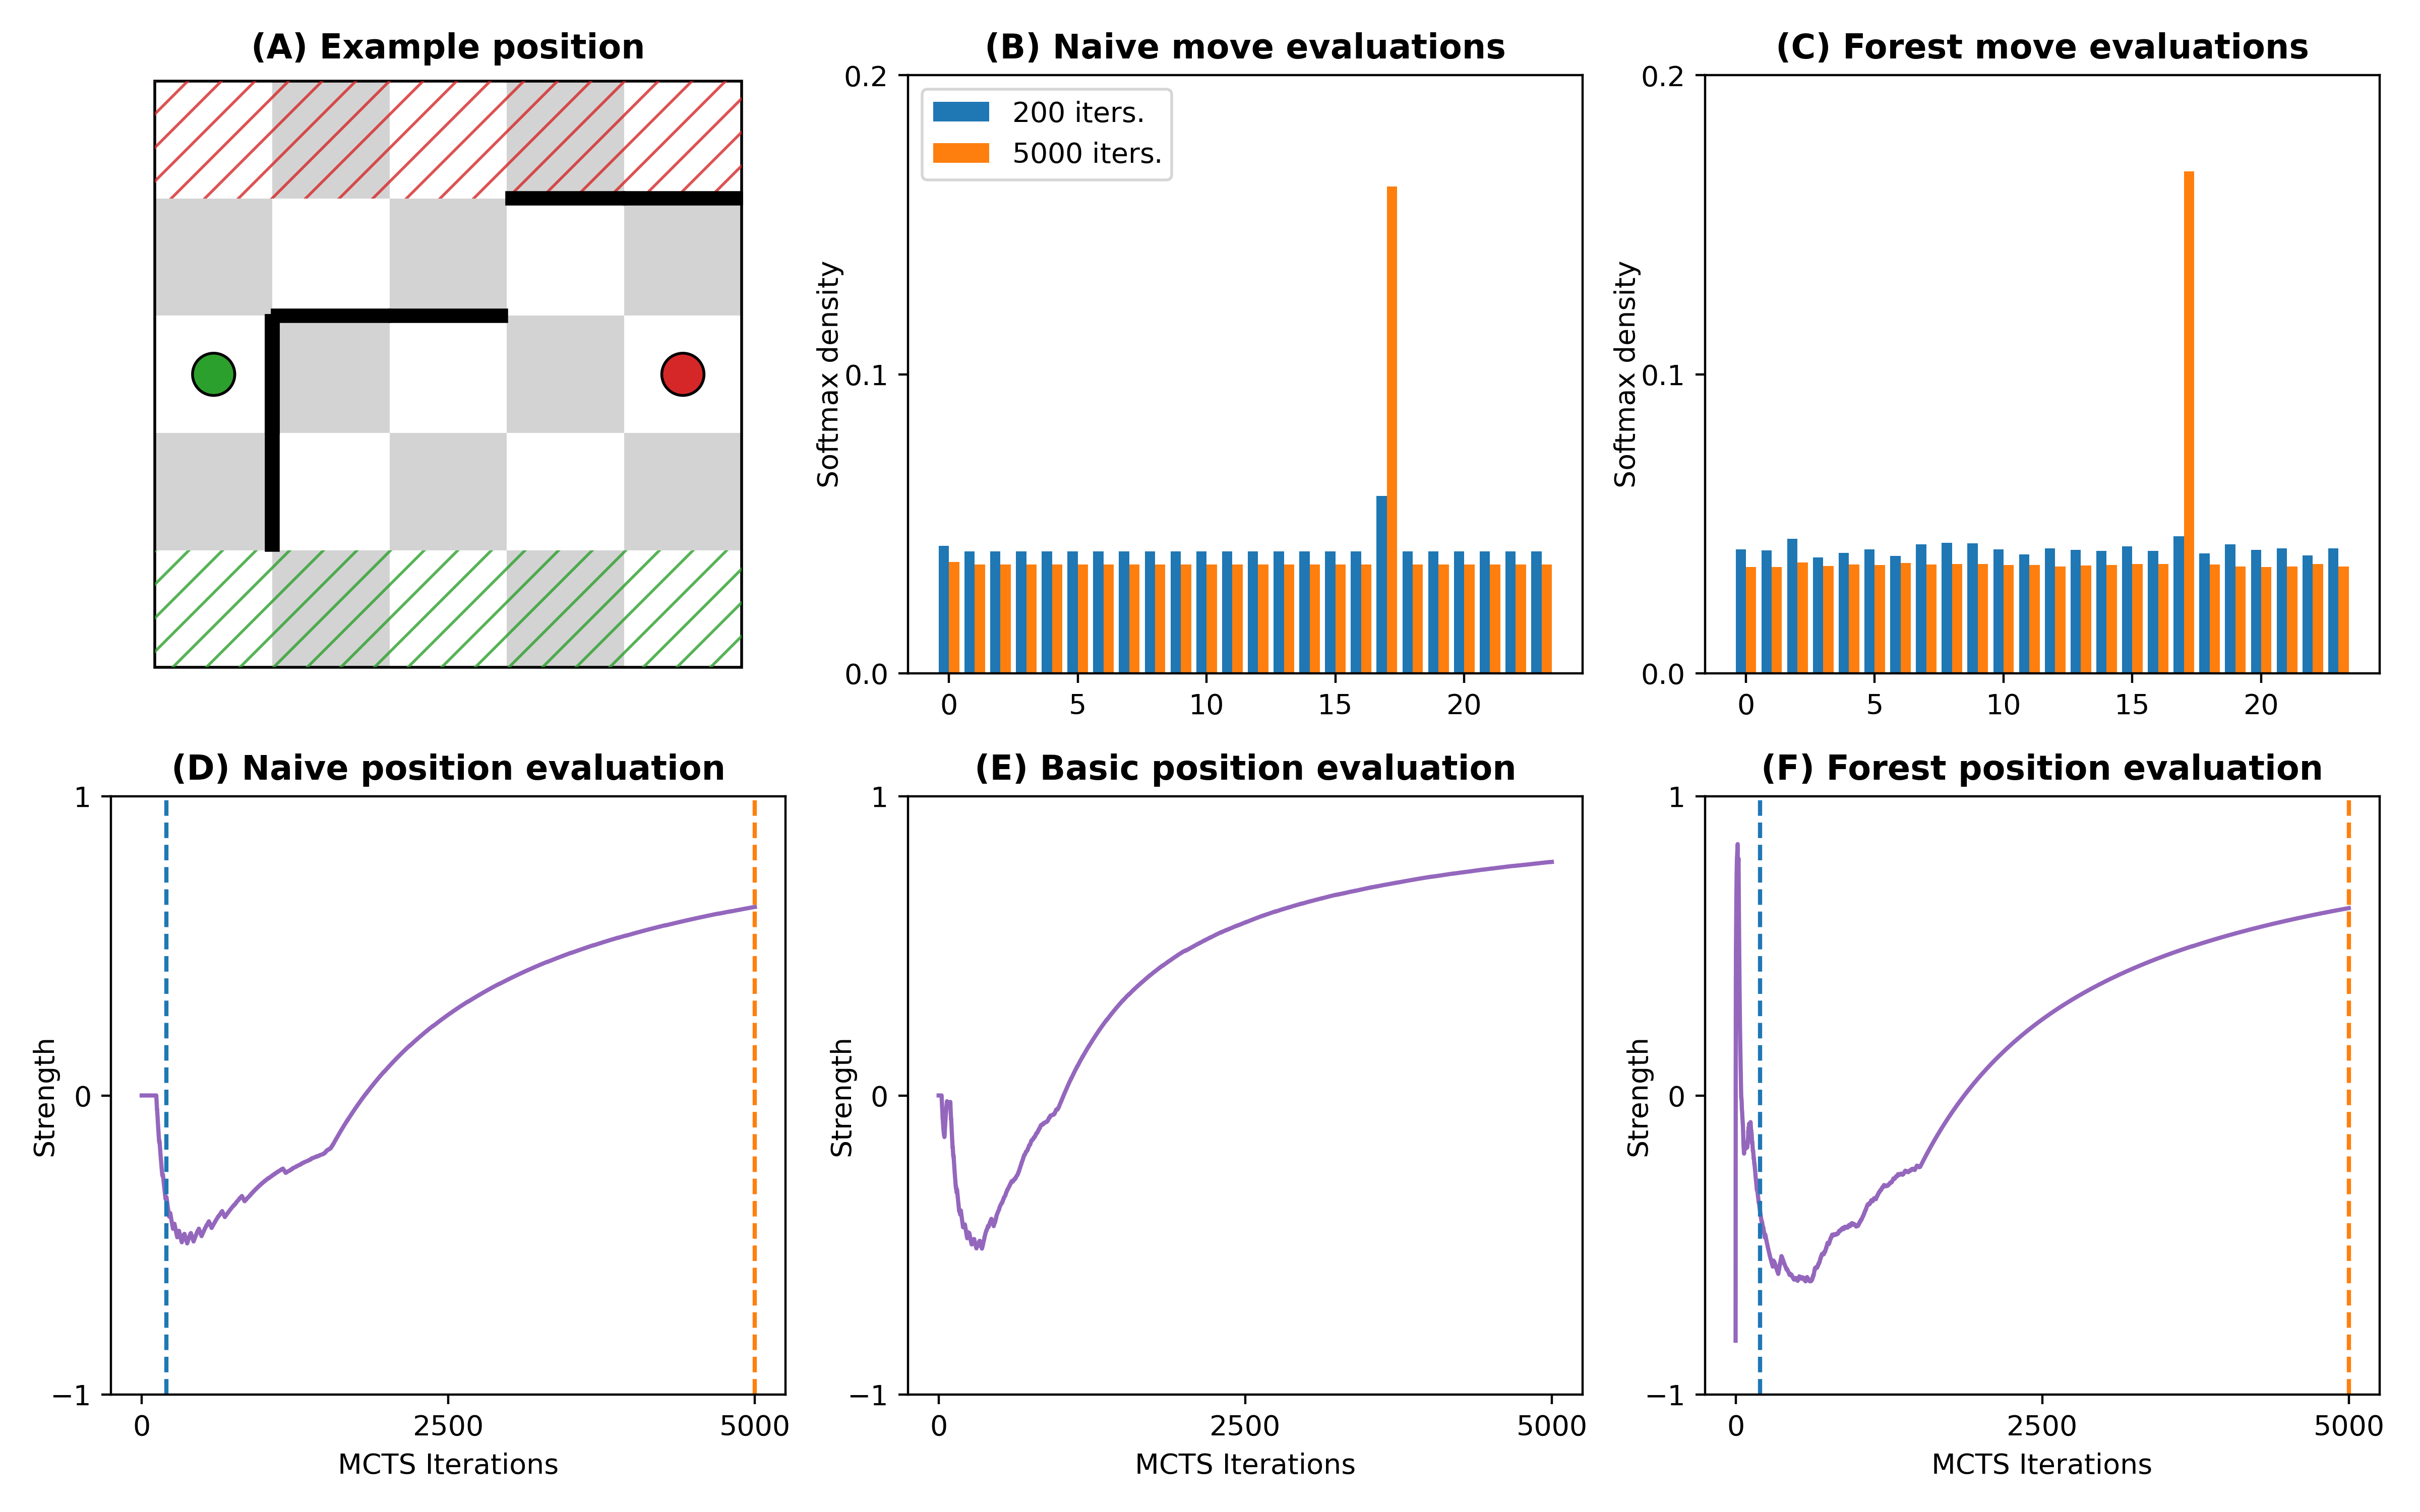 (A) Example position
(B) Naive move evaluations
(C) Forest move evaluations
0.2
0.1
0.0
Softmax density
200 iters.
5000 iters.
0 5 10 15 20
0.2
0.1
0.0
Softmax density
0 5 10 15 20
(D) Naive position evaluation
(E) Basic position evaluation
(F) Forest position evaluation
1
0
−1
Strength
0 2500 5000
MCTS Iterations
1
0
−1
Strength
0 2500 5000
MCTS Iterations
1
0
−1
Strength
0 2500 5000
MCTS Iterations